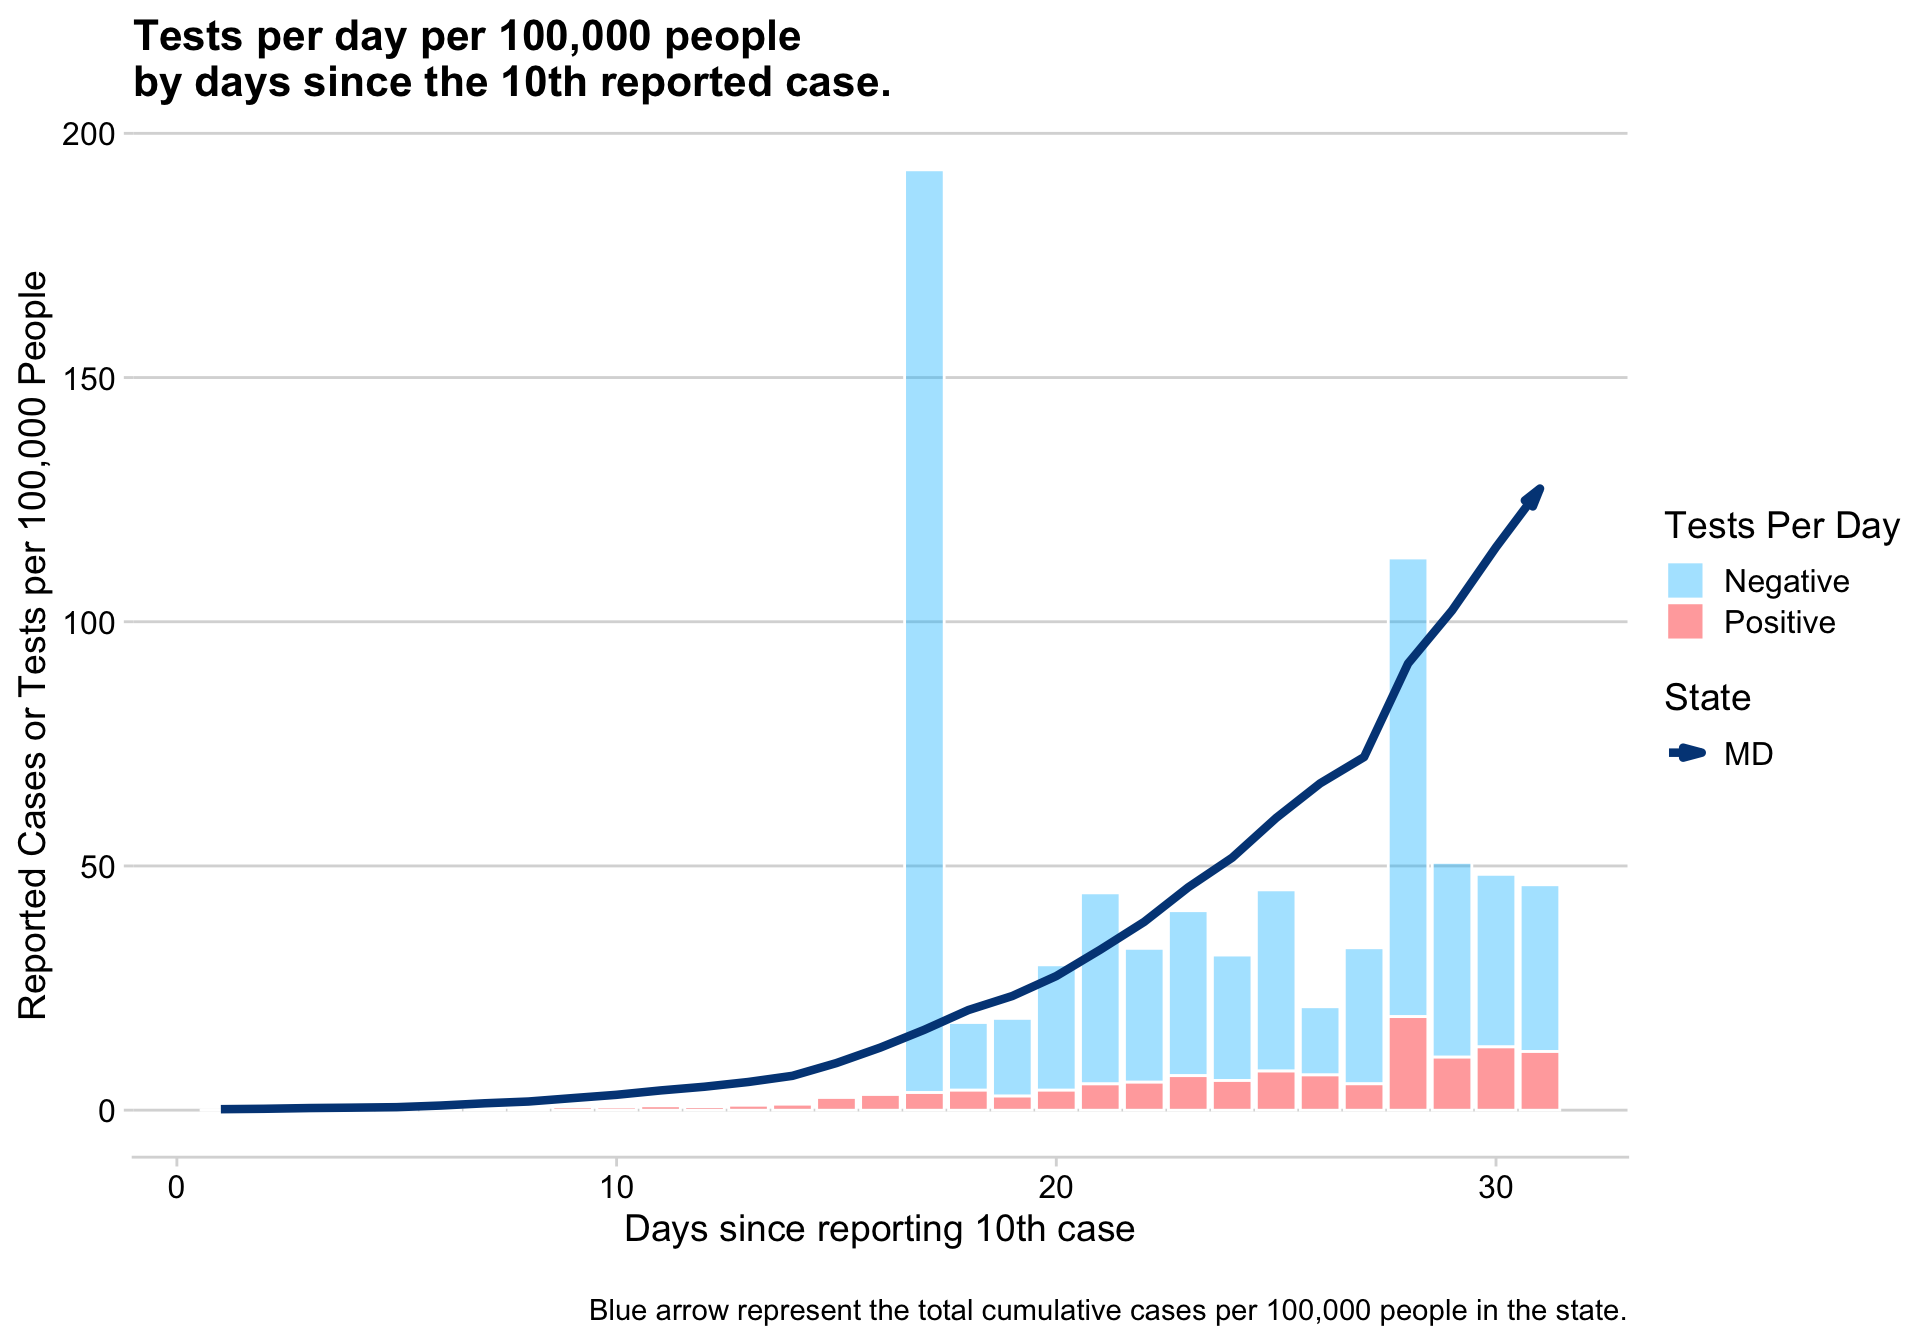 Tests per day per 100,000 people
by days since the 10th reported case.
Reported Cases or Tests per 100,000 People
200
150
100
50
0
0
10
20
30
Days since reporting 10th case
Tests Per Day
Negative
Positive
State
MD
Blue arrow represent the total cumulative cases per 100,000 people in the state.